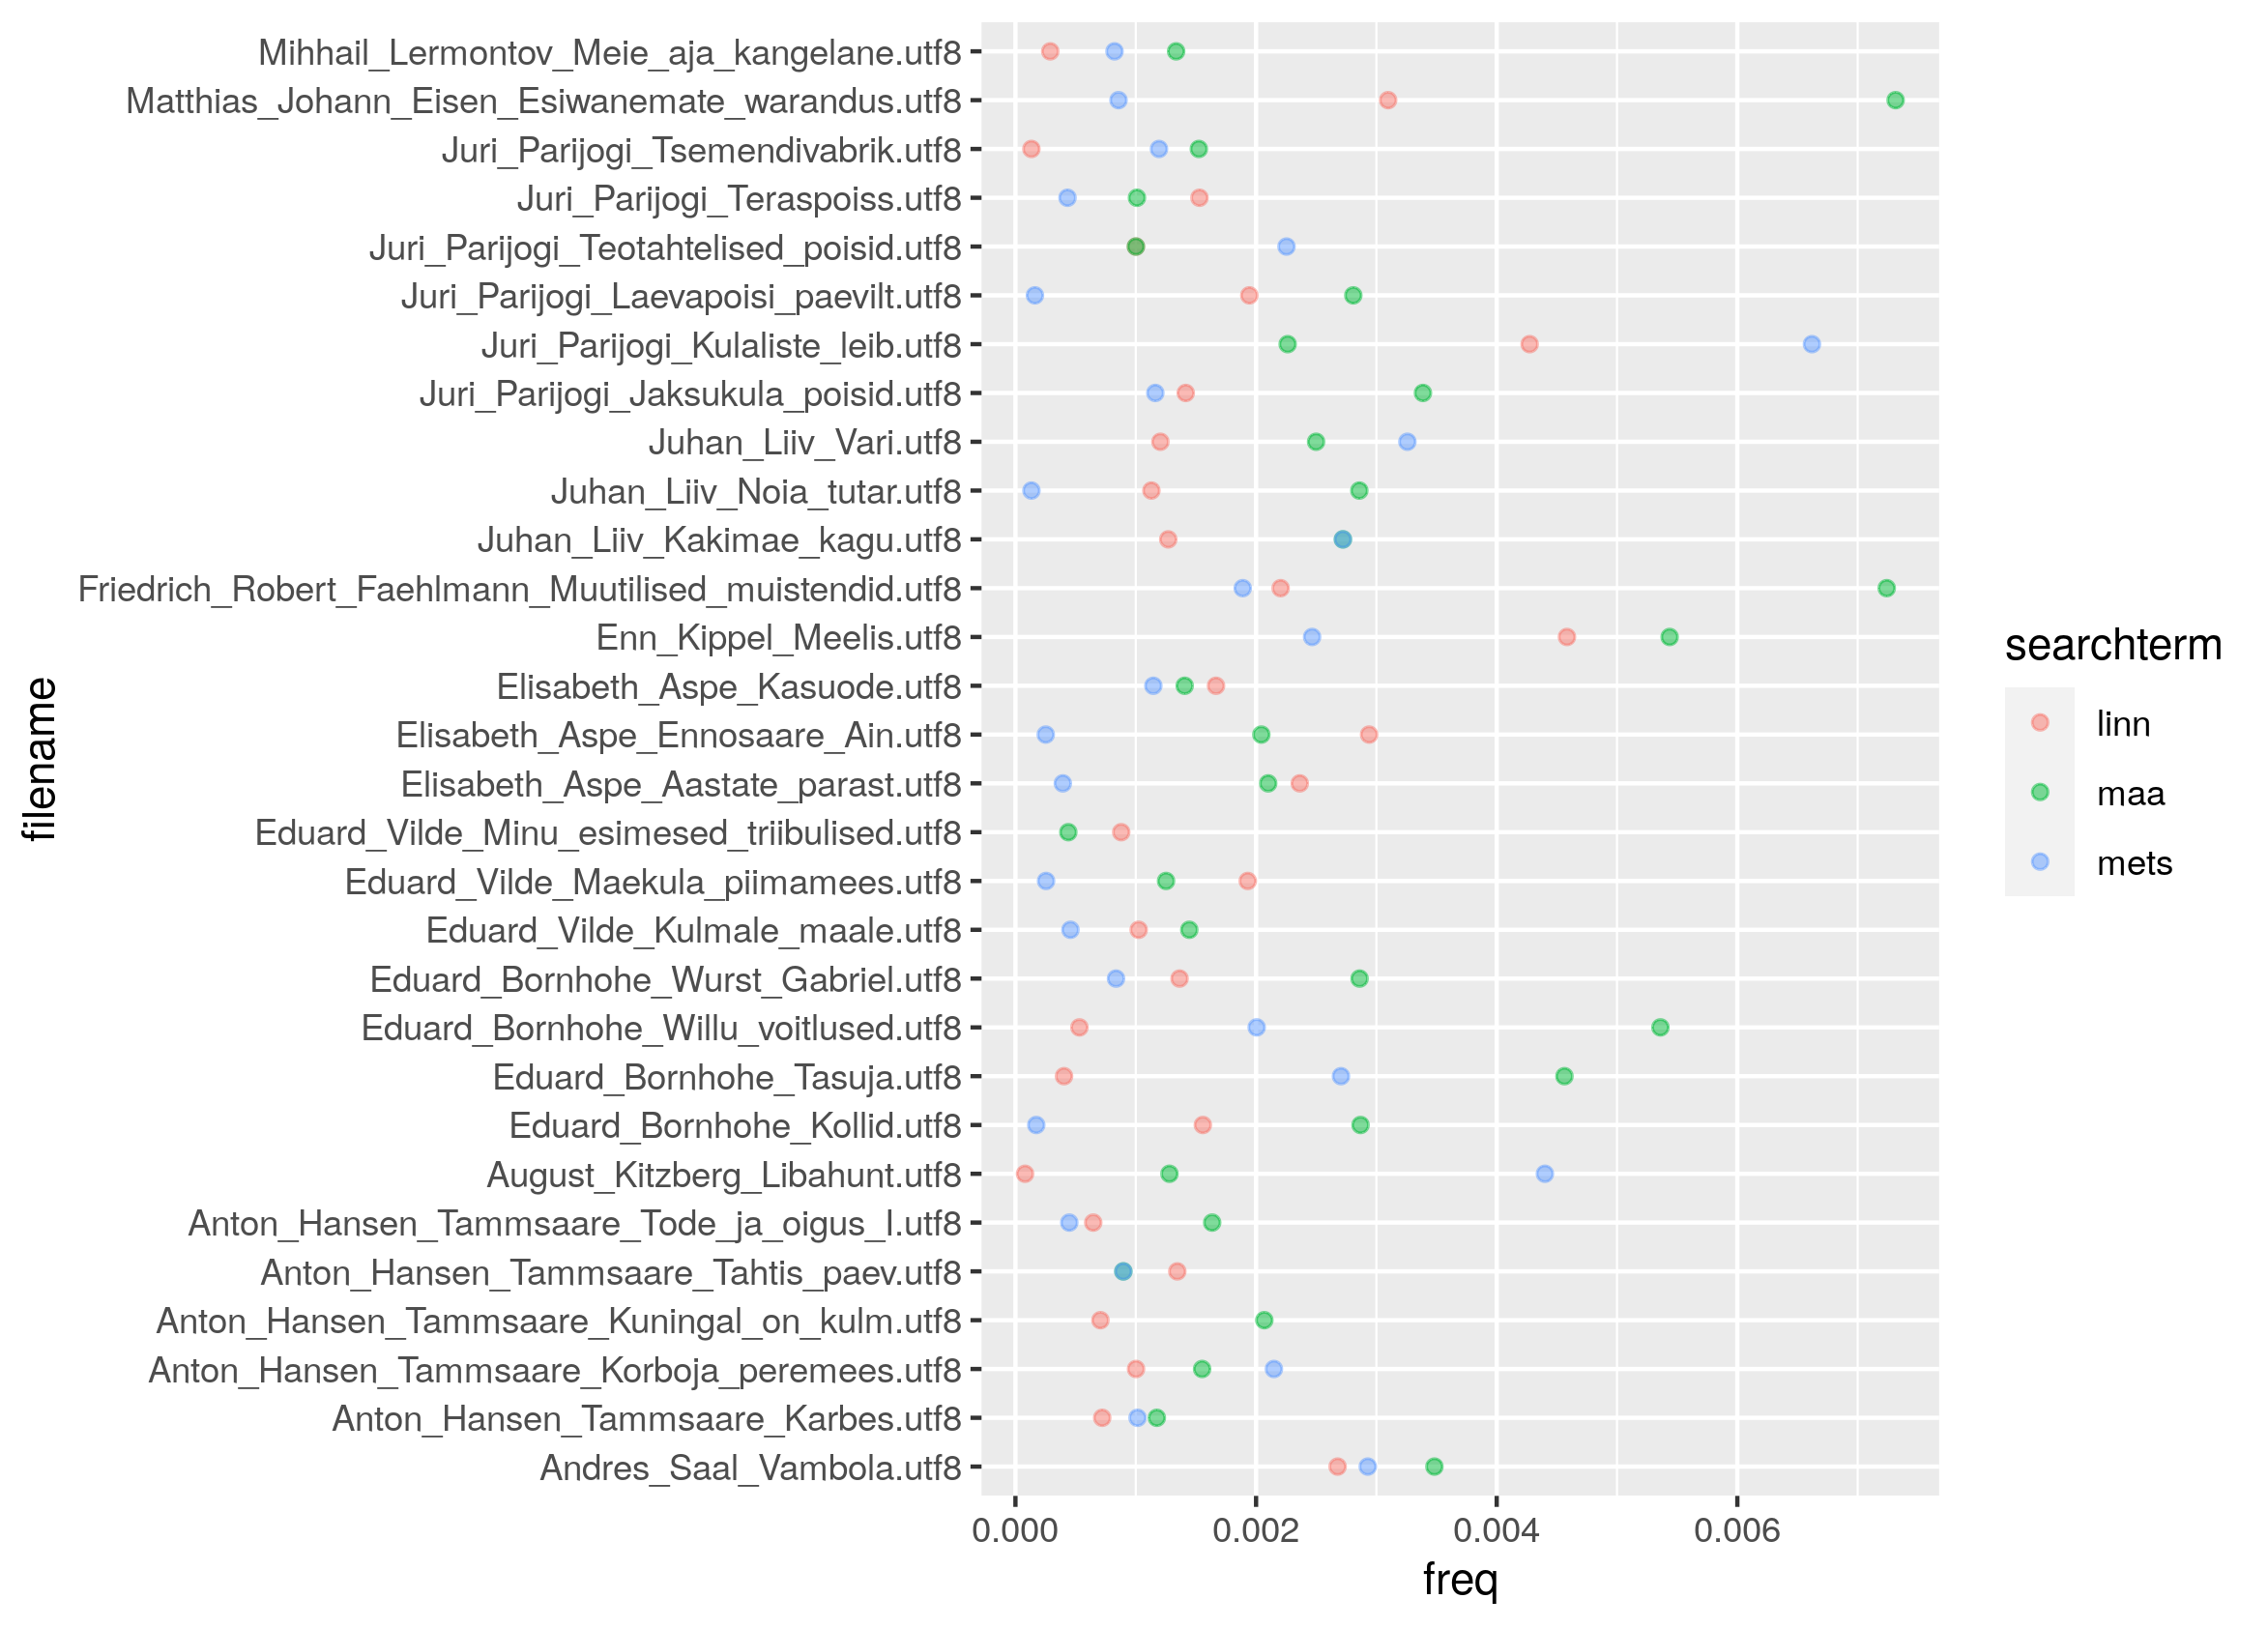 Mihhail_Lermontov_Meie_aja_kangelane.utf8
Matthias_Johann_Eisen_Esiwanemate_warandus.utf8
Juri_Parijogi_Tsemendivabrik.utf8
Juri_Parijogi_Teraspoiss.utf8
Juri_Parijogi_Teotahtelised_poisid.utf8
Juri_Parijogi_Laevapoisi_paevilt.utf8
Juri_Parijogi_Kulaliste_leib.utf8
Juri_Parijogi_Jaksukula_poisid.utf8
Juhan_Liiv_Vari.utf8
Juhan_Liiv_Noia_tutar.utf8
Juhan_Liiv_Kakimae_kagu.utf8
Friedrich_Robert_Faehlmann_Muutilised_muistendid.utf8
Enn_Kippel_Meelis.utf8
Elisabeth_Aspe_Kasuode.utf8
Elisabeth_Aspe_Ennosaare_Ain.utf8
Elisabeth_Aspe_Aastate_parast.utf8
Eduard_Vilde_Minu_esimesed_triibulised.utf8
Eduard_Vilde_Maekula_piimamees.utf8
Eduard_Vilde_Kulmale_maale.utf8
Eduard_Bornhohe_Wurst_Gabriel.utf8
Eduard_Bornhohe_Willu_voitlused.utf8
Eduard_Bornhohe_Tasuja.utf8
Eduard_Bornhohe_Kollid.utf8
August_Kitzberg_Libahunt.utf8
Anton_Hansen_Tammsaare_Tode_ja_oigus_I.utf8
Anton_Hansen_Tammsaare_Tahtis_paev.utf8
Anton_Hansen_Tammsaare_Kuningal_on_kulm.utf8
Anton_Hansen_Tammsaare_Korboja_peremees.utf8
Anton_Hansen_Tammsaare_Karbes.utf8
Andres_Saal_Vambola.utf8
filename
0.000 0.002 0.004 0.006
freq
searchterm
linn
maa
mets